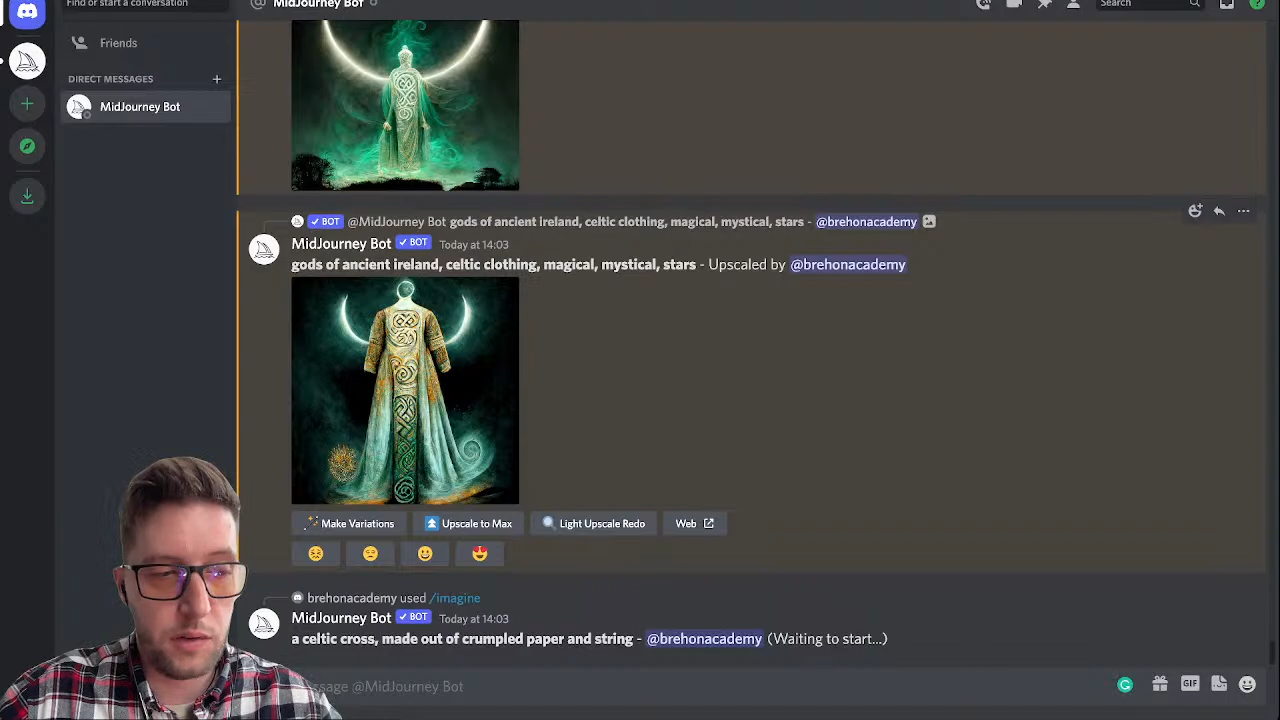 Find or start a conversation
MidJourney Bot
Search
Friends
DIRECT MESSAGES
MidJourney Bot
BOT @MidJourney Bot gods of ancient ireland, celtic clothing, magical, mystical, stars - @brehonacademy
MidJourney Bot BOT Today at 14:03
gods of ancient ireland, celtic clothing, magical, mystical, stars - Upscaled by @brehonacademy
Make Variations Upscale to Max Light Upscale Redo Web
brehonacademy used /imagine
MidJourney Bot BOT Today at 14:03
a celtic cross, made out of crumpled paper and string - @brehonacademy (Waiting to start...)
@MidJourney Bot
GIF